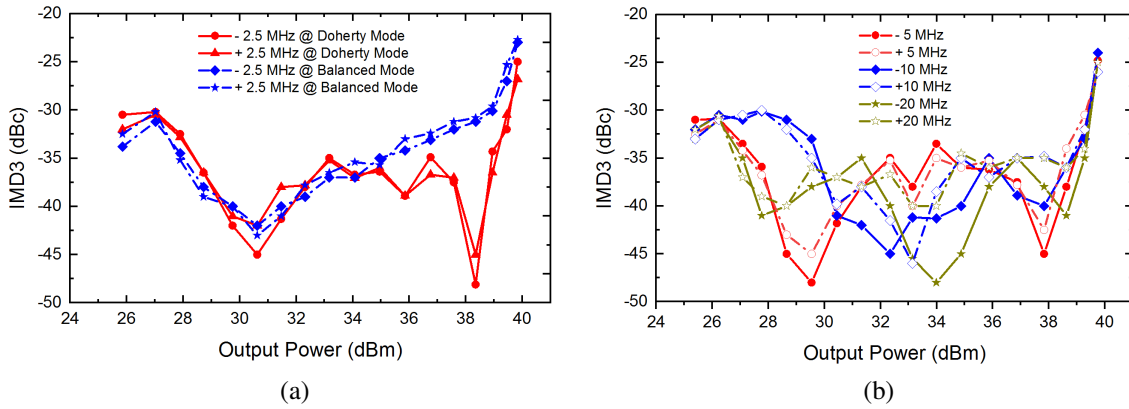 -20
-25
-30
-35
-40
-45
-50
IMD3 (dBc)
- 2.5 MHz @ Doherty Mode
+ 2.5 MHz @ Doherty Mode
- 2.5 MHz @ Balanced Mode
+ 2.5 MHz @ Balanced Mode
24 26 28 30 32 34 36 38 40
Output Power (dBm)
(a)
-20
-25
-30
-35
-40
-45
-50
IMD3 (dBc)
- 5 MHz
+ 5 MHz
-10 MHz
+10 MHz
-20 MHz
+20 MHz
24 26 28 30 32 34 36 38 40
Output Power (dBm)
(b)